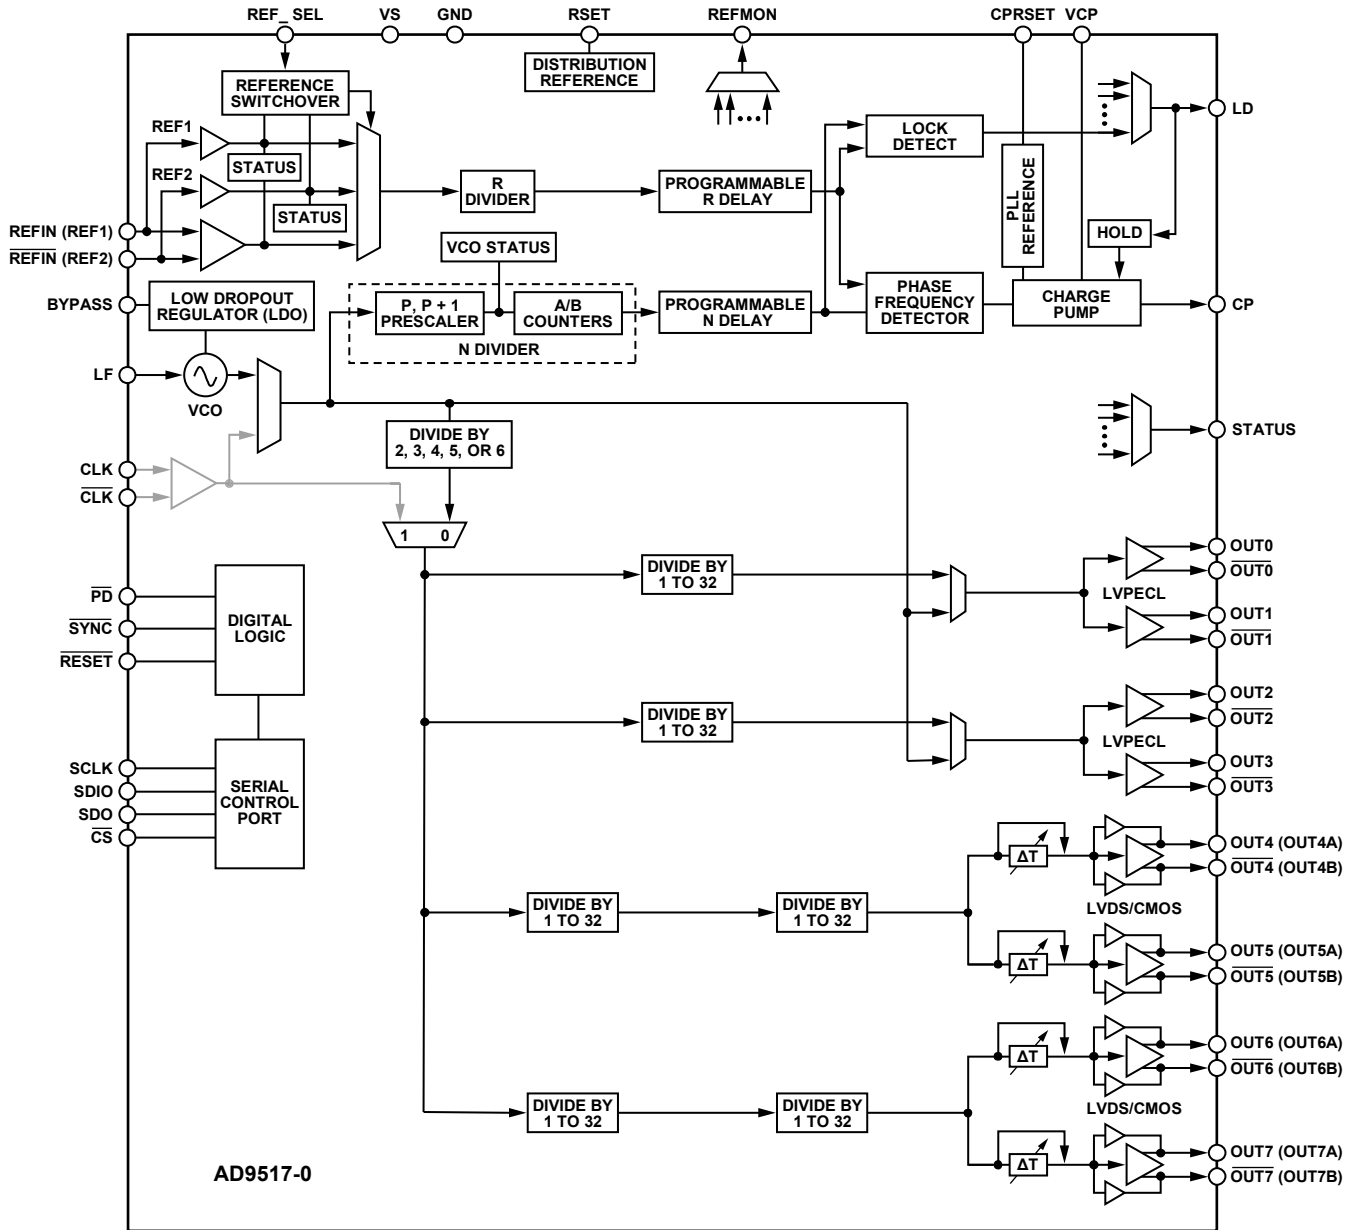 REF_SEL
VS
GND
RSET
REFMON
CPRSET
VCP
DISTRIBUTION
REFERENCE
REFERENCE
SWITCHOVER
REF1
STATUS
REF2
STATUS
R
DIVIDER
PROGRAMMABLE
R DELAY
LOCK
DETECT
PLL
REFERENCE
LD
HOLD
REFIN (REF1)
REFIN (REF2)
VCO STATUS
BYPASS
LOW DROPOUT
REGULATOR (LDO)
P, P + 1
PRESCALER
A/B
COUNTERS
N DIVIDER
PROGRAMMABLE
N DELAY
PHASE
FREQUENCY
DETECTOR
CHARGE
PUMP
CP
LF
VCO
DIVIDE BY
2, 3, 4, 5, OR 6
STATUS
CLK
CLK
1 0
PD
SYNC
RESET
DIGITAL
LOGIC
DIVIDE BY
1 TO 32
LVPECL
OUT0
OUT0
OUT1
OUT1
DIVIDE BY
1 TO 32
LVPECL
OUT2
OUT2
OUT3
OUT3
SCLK
SDIO
SDO
CS
SERIAL
CONTROL
PORT
DIVIDE BY
1 TO 32
DIVIDE BY
1 TO 32
ΔT
OUT4 (OUT4A)
OUT4 (OUT4B)
LVDS/CMOS
ΔT
OUT5 (OUT5A)
OUT5 (OUT5B)
DIVIDE BY
1 TO 32
DIVIDE BY
1 TO 32
ΔT
OUT6 (OUT6A)
OUT6 (OUT6B)
LVDS/CMOS
ΔT
OUT7 (OUT7A)
OUT7 (OUT7B)
AD9517-0